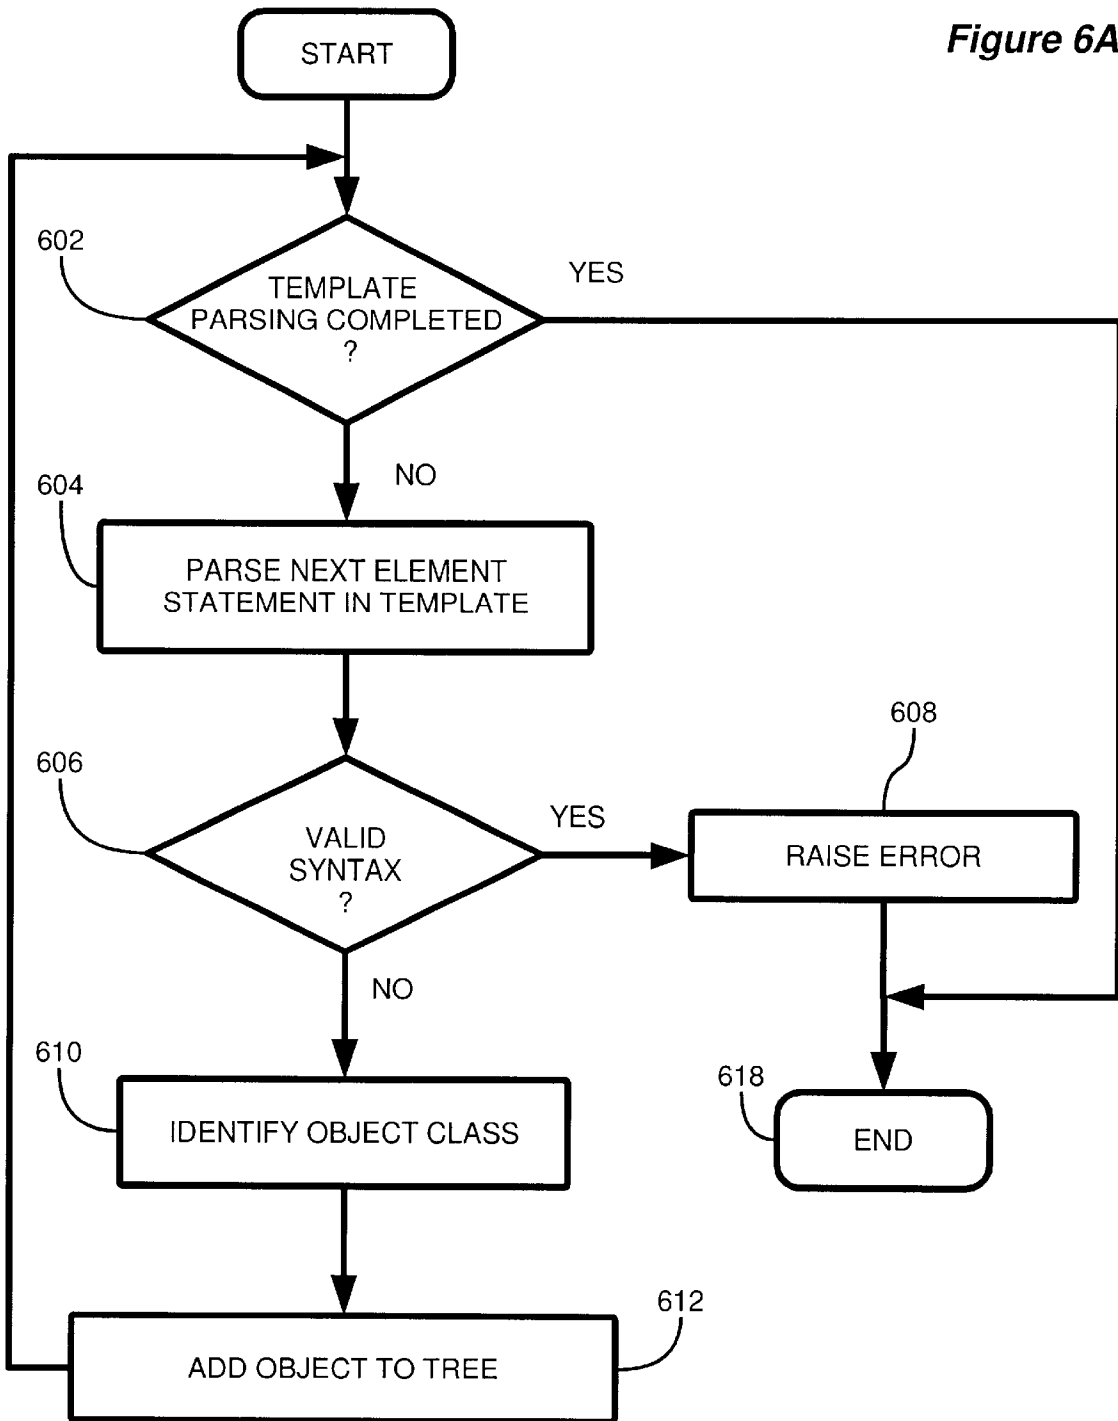 START
Figure 6A
602
TEMPLATE
PARSING COMPLETED
?
YES
NO
604
PARSE NEXT ELEMENT
STATEMENT IN TEMPLATE
606
VALID
SYNTAX
?
YES
608
RAISE ERROR
NO
610
IDENTIFY OBJECT CLASS
618
END
612
ADD OBJECT TO TREE